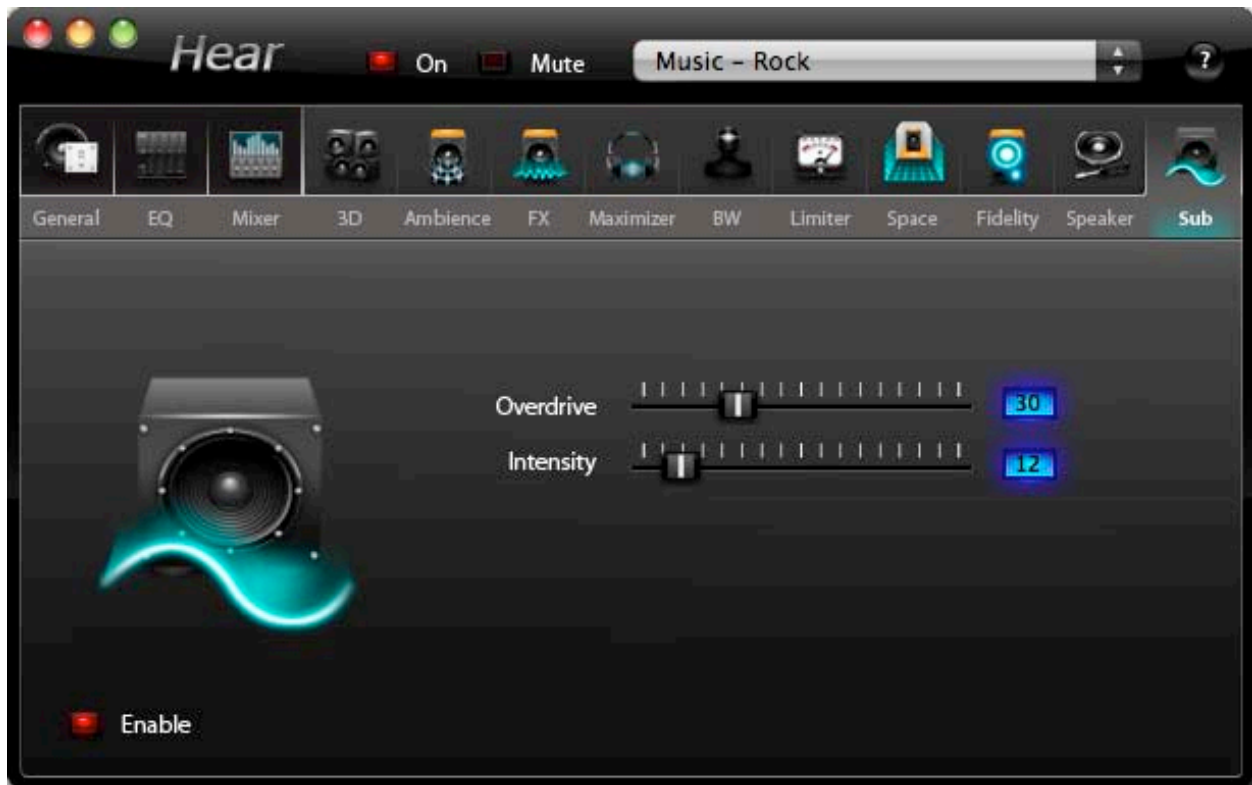 Hear On Mute Music – Rock ?
General EQ Mixer 3D Ambience FX Maximizer BW Limiter Space Fidelity Speaker Sub
Overdrive 30
Intensity 12
Enable